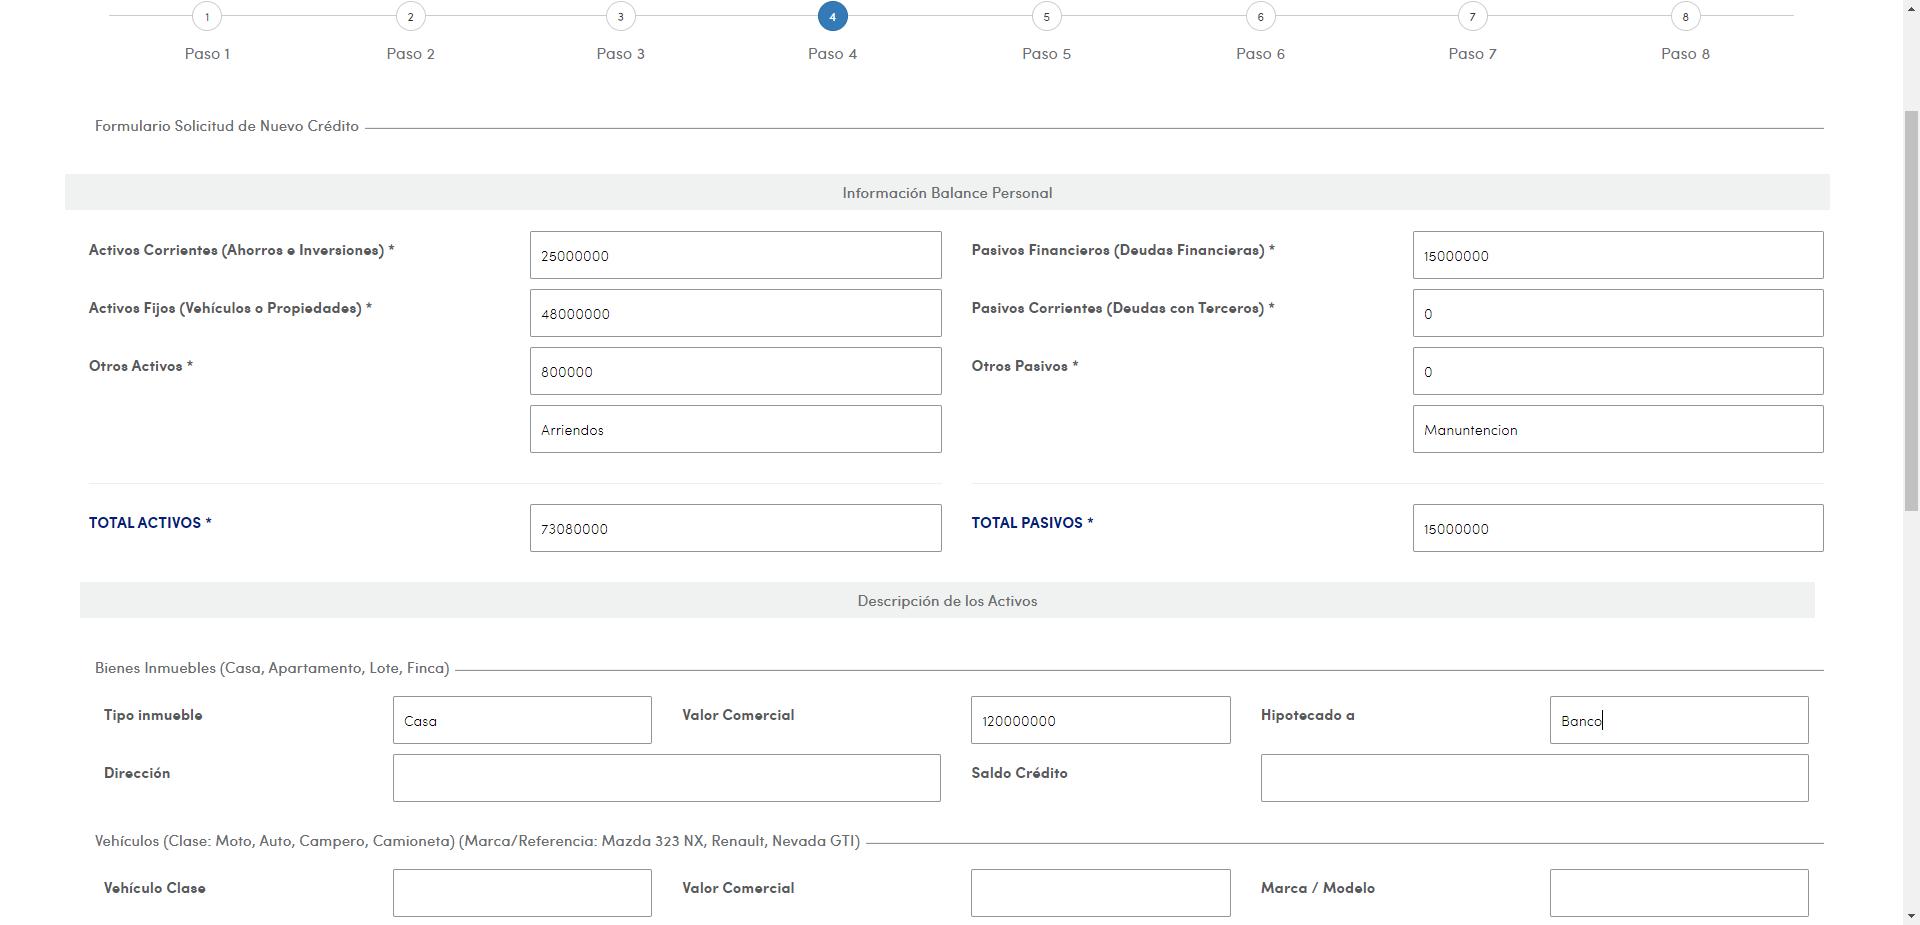 1 2 3 4 5 6 7 8
Paso 1 Paso 2 Paso 3 Paso 4 Paso 5 Paso 6 Paso 7 Paso 8
Formulario Solicitud de Nuevo Crédito
Información Balance Personal
Activos Corrientes (Ahorros e Inversiones) * 25000000 Pasivos Financieros (Deudas Financieras) * 15000000
Activos Fijos (Vehículos o Propiedades) * 48000000 Pasivos Corrientes (Deudas con Terceros) * 0
Otros Activos * 800000 Otros Pasivos * 0
Arriendos Manuntencion
TOTAL ACTIVOS * 73080000 TOTAL PASIVOS * 15000000
Descripción de los Activos
Bienes Inmuebles (Casa, Apartamento, Lote, Finca)
Tipo inmueble Casa Valor Comercial 120000000 Hipotecado a Banco
Dirección Saldo Crédito
Vehículos (Clase: Moto, Auto, Campero, Camioneta) (Marca/Referencia: Mazda 323 NX, Renault, Nevada GTI)
Vehículo Clase Valor Comercial Marca / Modelo